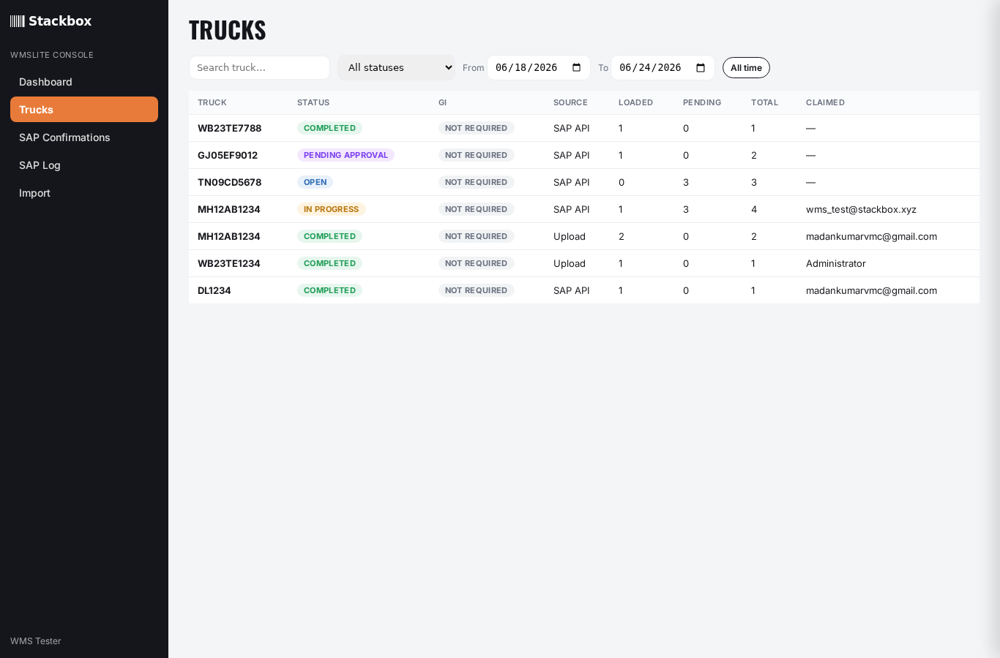 Stackbox
WMSLITE CONSOLE
Dashboard
Trucks
SAP Confirmations
SAP Log
Import
WMS Tester
TRUCKS
Search truck... All statuses From 06/18/2026 To 06/24/2026 All time
TRUCK STATUS GI SOURCE LOADED PENDING TOTAL CLAIMED
WB23TE7788 COMPLETED NOT REQUIRED SAP API 1 0 1 —
GJ05EF9012 PENDING APPROVAL NOT REQUIRED SAP API 1 0 2 —
TN09CD5678 OPEN NOT REQUIRED SAP API 0 3 3 —
MH12AB1234 IN PROGRESS NOT REQUIRED SAP API 1 3 4 wms_test@stackbox.xyz
MH12AB1234 COMPLETED NOT REQUIRED Upload 2 0 2 madankumarvmc@gmail.com
WB23TE1234 COMPLETED NOT REQUIRED Upload 1 0 1 Administrator
DL1234 COMPLETED NOT REQUIRED SAP API 1 0 1 madankumarvmc@gmail.com